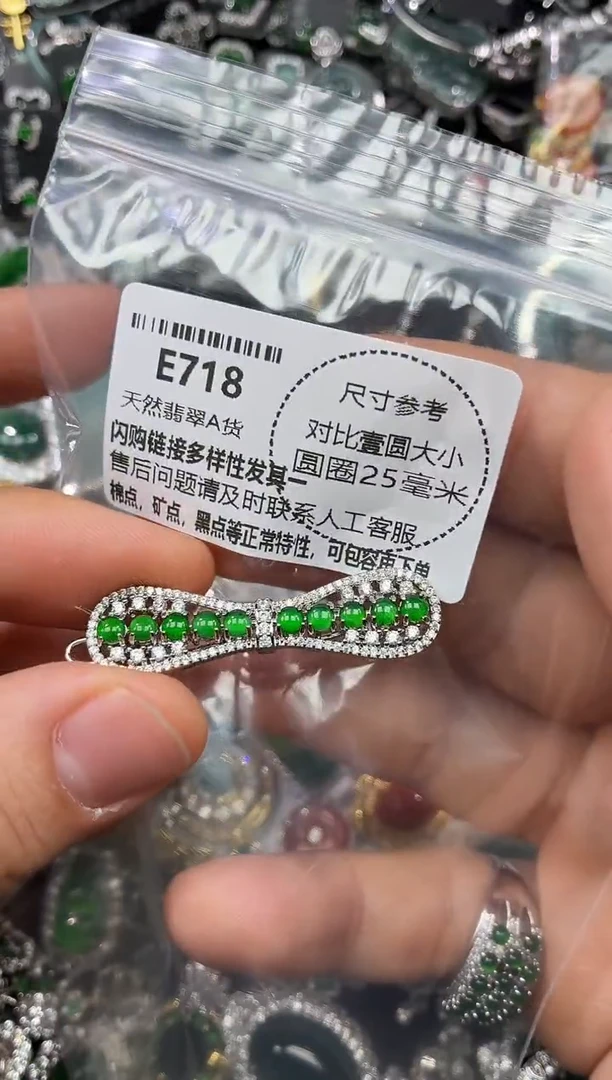 E718
天然翡翠A货
闪购链接多样性发其一
售后问题请及时联系人工客服
棉点，矿点，黑点等正常特性，可包容再下单
尺寸参考
对比壹圆大小
圆圈25毫米